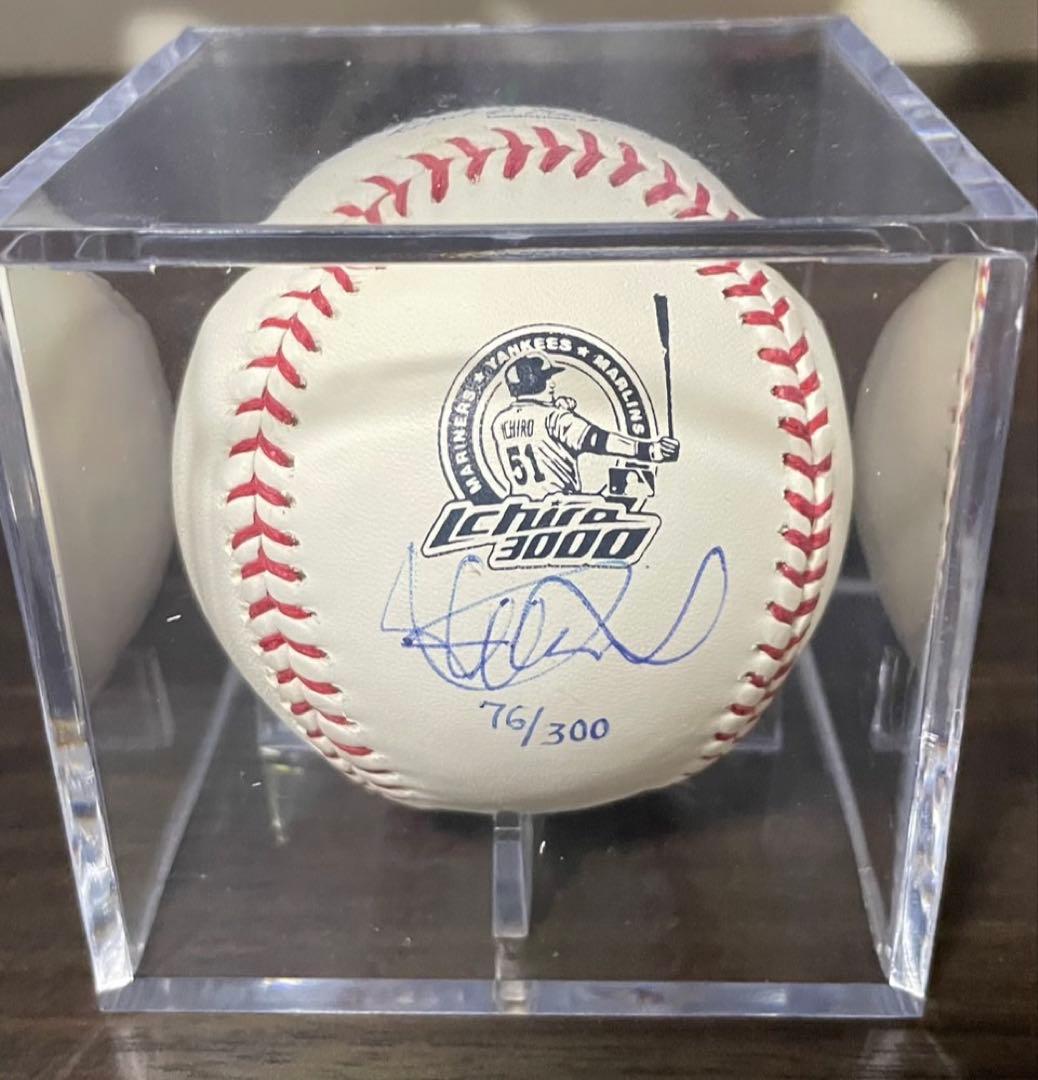 MARINERS ★ YANKEES ★ MARLINS
ICHIRO
51
Ichiro
3000
76/300